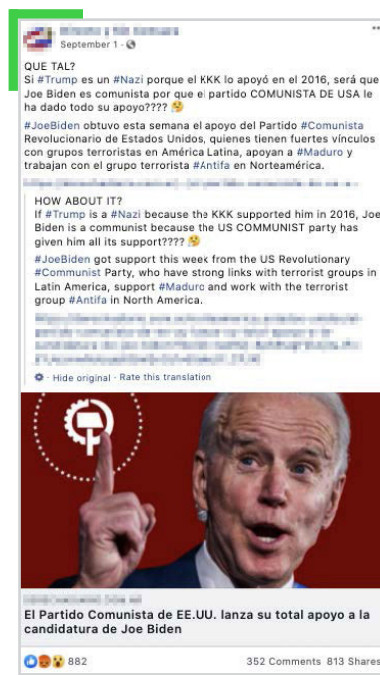 September 1
QUE TAL?
Si #Trump es un #Nazi porque el KKK lo apoyó en el 2016, será que
Joe Biden es comunista por que el partido COMUNISTA DE USA le
ha dado todo su apoyo???? 🤔
#JoeBiden obtuvo esta semana el apoyo del Partido #Comunista
Revolucionario de Estados Unidos, quienes tienen fuertes vínculos
con grupos terroristas en América Latina, apoyan a #Maduro y
trabajan con el grupo terrorista #Antifa en Norteamérica.
HOW ABOUT IT?
If #Trump is a #Nazi because the KKK supported him in 2016, Joe
Biden is a communist because the US COMMUNIST party has
given him all its support???? 🤔
#JoeBiden got support this week from the US Revolutionary
#Communist Party, who have strong links with terrorist groups in
Latin America, support #Maduro and work with the terrorist
group #Antifa in North America.
· Hide original · Rate this translation
El Partido Comunista de EE.UU. lanza su total apoyo a la
candidatura de Joe Biden
882 352 Comments 813 Shares